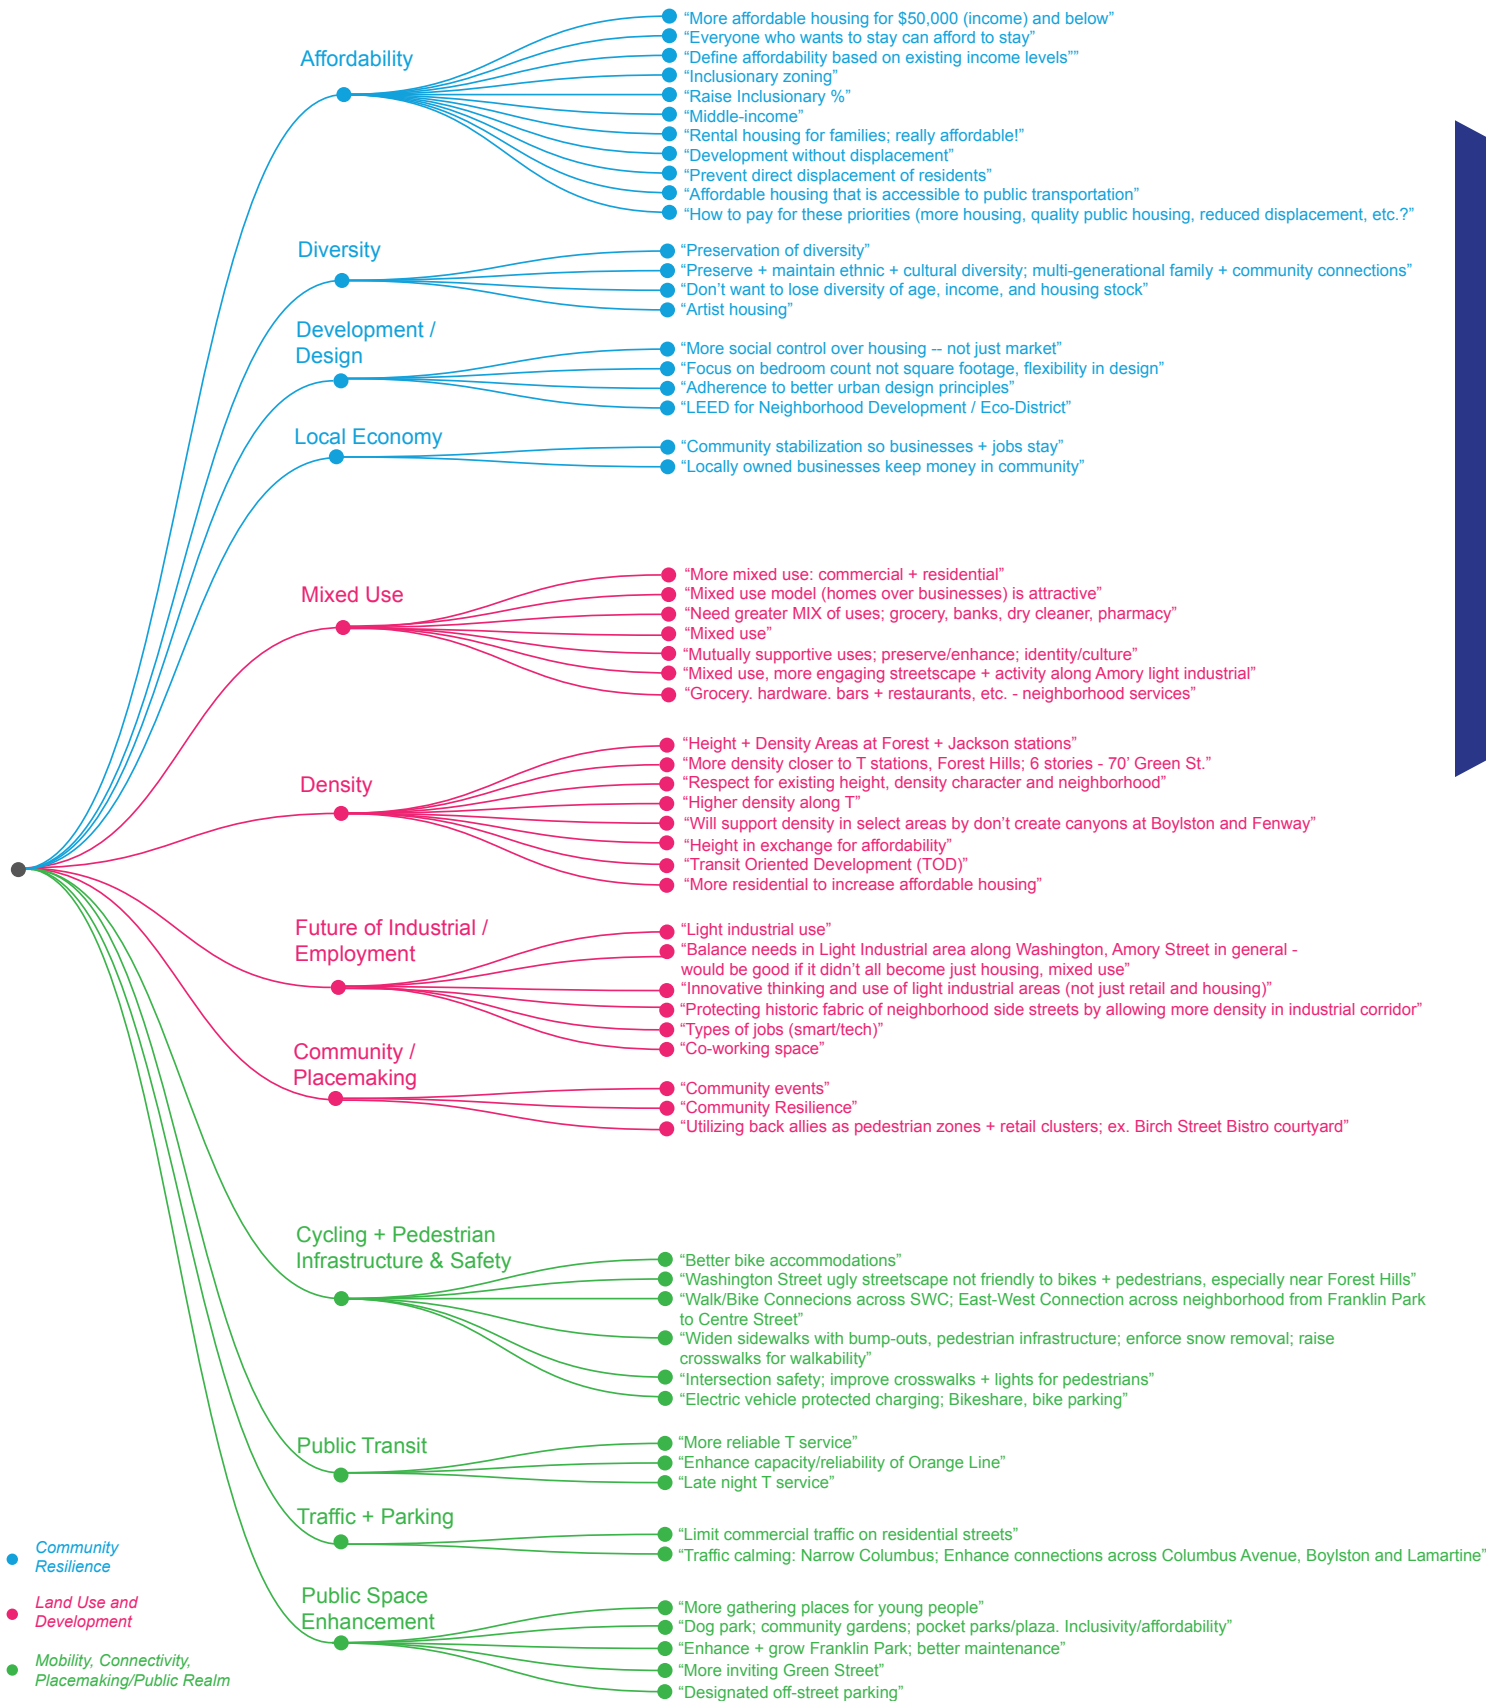 Affordability
“More affordable housing for $50,000 (income) and below”
“Everyone who wants to stay can afford to stay”
“Define affordability based on existing income levels””
“Inclusionary zoning”
“Raise Inclusionary %”
“Middle-income”
“Rental housing for families; really affordable!”
“Development without displacement”
“Prevent direct displacement of residents”
“Affordable housing that is accessible to public transportation”
“How to pay for these priorities (more housing, quality public housing, reduced displacement, etc.?”
Diversity
“Preservation of diversity”
“Preserve + maintain ethnic + cultural diversity; multi-generational family + community connections”
“Don’t want to lose diversity of age, income, and housing stock”
“Artist housing”
Development /
Design
“More social control over housing -- not just market”
“Focus on bedroom count not square footage, flexibility in design”
“Adherence to better urban design principles”
“LEED for Neighborhood Development / Eco-District”
Local Economy
“Community stabilization so businesses + jobs stay”
“Locally owned businesses keep money in community”
Mixed Use
“More mixed use: commercial + residential”
“Mixed use model (homes over businesses) is attractive”
“Need greater MIX of uses; grocery, banks, dry cleaner, pharmacy”
“Mixed use”
“Mutually supportive uses; preserve/enhance; identity/culture”
“Mixed use, more engaging streetscape + activity along Amory light industrial”
“Grocery. hardware. bars + restaurants, etc. - neighborhood services”
Density
“Height + Density Areas at Forest + Jackson stations”
“More density closer to T stations, Forest Hills; 6 stories - 70’ Green St.”
“Respect for existing height, density character and neighborhood”
“Higher density along T”
“Will support density in select areas by don’t create canyons at Boylston and Fenway”
“Height in exchange for affordability”
“Transit Oriented Development (TOD)”
“More residential to increase affordable housing”
Future of Industrial /
Employment
“Light industrial use”
“Balance needs in Light Industrial area along Washington, Amory Street in general -
would be good if it didn’t all become just housing, mixed use”
“Innovative thinking and use of light industrial areas (not just retail and housing)”
“Protecting historic fabric of neighborhood side streets by allowing more density in industrial corridor”
“Types of jobs (smart/tech)”
“Co-working space”
Community /
Placemaking
“Community events”
“Community Resilience”
“Utilizing back allies as pedestrian zones + retail clusters; ex. Birch Street Bistro courtyard”
Cycling + Pedestrian
Infrastructure & Safety
“Better bike accommodations”
“Washington Street ugly streetscape not friendly to bikes + pedestrians, especially near Forest Hills”
“Walk/Bike Connecions across SWC; East-West Connection across neighborhood from Franklin Park
to Centre Street”
“Widen sidewalks with bump-outs, pedestrian infrastructure; enforce snow removal; raise
crosswalks for walkability”
“Intersection safety; improve crosswalks + lights for pedestrians”
“Electric vehicle protected charging; Bikeshare, bike parking”
Public Transit
“More reliable T service”
“Enhance capacity/reliability of Orange Line”
“Late night T service”
Traffic + Parking
“Limit commercial traffic on residential streets”
“Traffic calming: Narrow Columbus; Enhance connections across Columbus Avenue, Boylston and Lamartine”
Public Space
Enhancement
“More gathering places for young people”
“Dog park; community gardens; pocket parks/plaza. Inclusivity/affordability”
“Enhance + grow Franklin Park; better maintenance”
“More inviting Green Street”
“Designated off-street parking”
Community
Resilience
Land Use and
Development
Mobility, Connectivity,
Placemaking/Public Realm